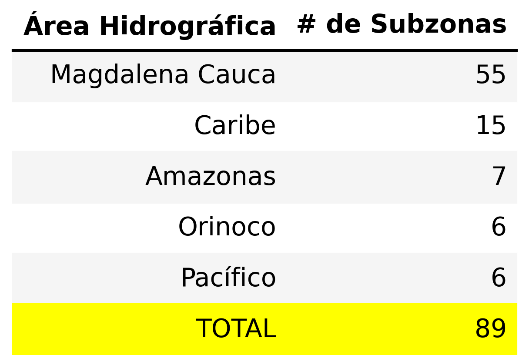 Área Hidrográfica # de Subzonas
Magdalena Cauca 55
Caribe 15
Amazonas 7
Orinoco 6
Pacífico 6
TOTAL 89